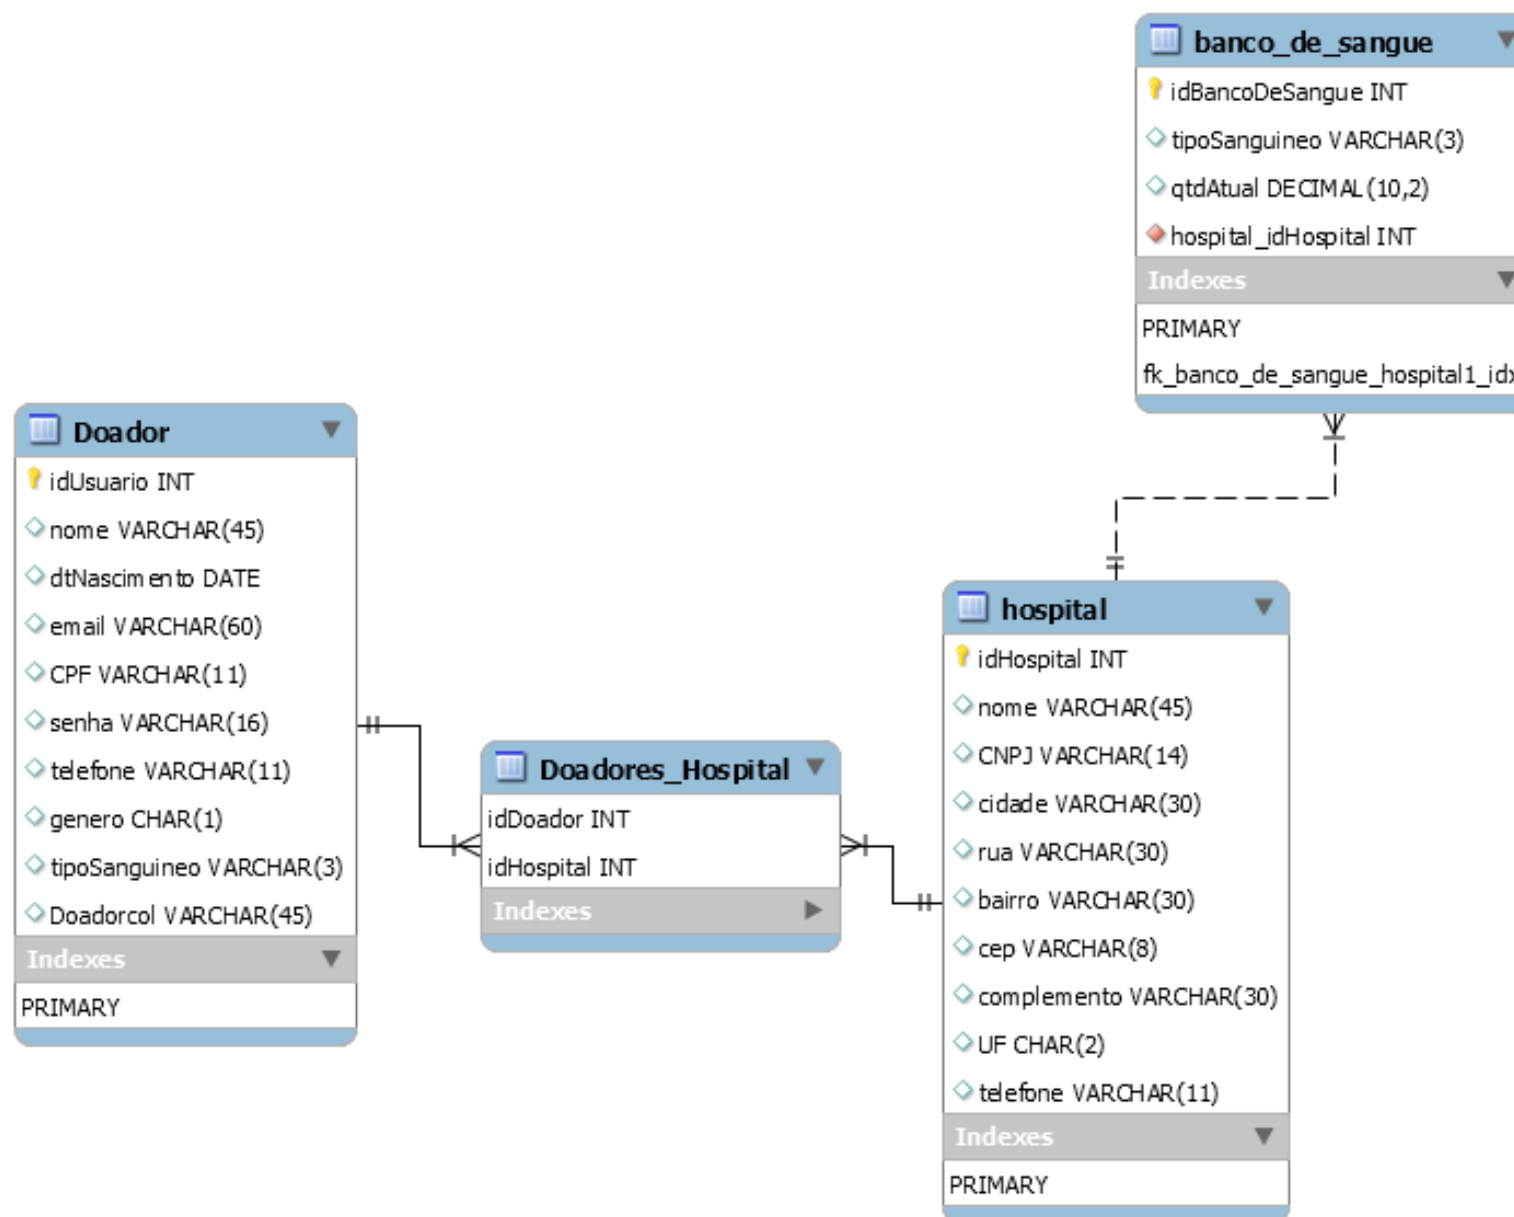 banco_de_sangue
idBancoDeSangue INT
tipoSanguineo VARCHAR(3)
qtdAtual DECIMAL(10,2)
hospital_idHospital INT
Indexes
PRIMARY
fk_banco_de_sangue_hospital1_idx
Doador
idUsuario INT
nome VARCHAR(45)
dtNascimento DATE
email VARCHAR(60)
CPF VARCHAR(11)
senha VARCHAR(16)
telefone VARCHAR(11)
genero CHAR(1)
tipoSanguineo VARCHAR(3)
Doadorcol VARCHAR(45)
Indexes
PRIMARY
Doadores_Hospital
idDoador INT
idHospital INT
Indexes
hospital
idHospital INT
nome VARCHAR(45)
CNPJ VARCHAR(14)
cidade VARCHAR(30)
rua VARCHAR(30)
bairro VARCHAR(30)
cep VARCHAR(8)
complemento VARCHAR(30)
UF CHAR(2)
telefone VARCHAR(11)
Indexes
PRIMARY